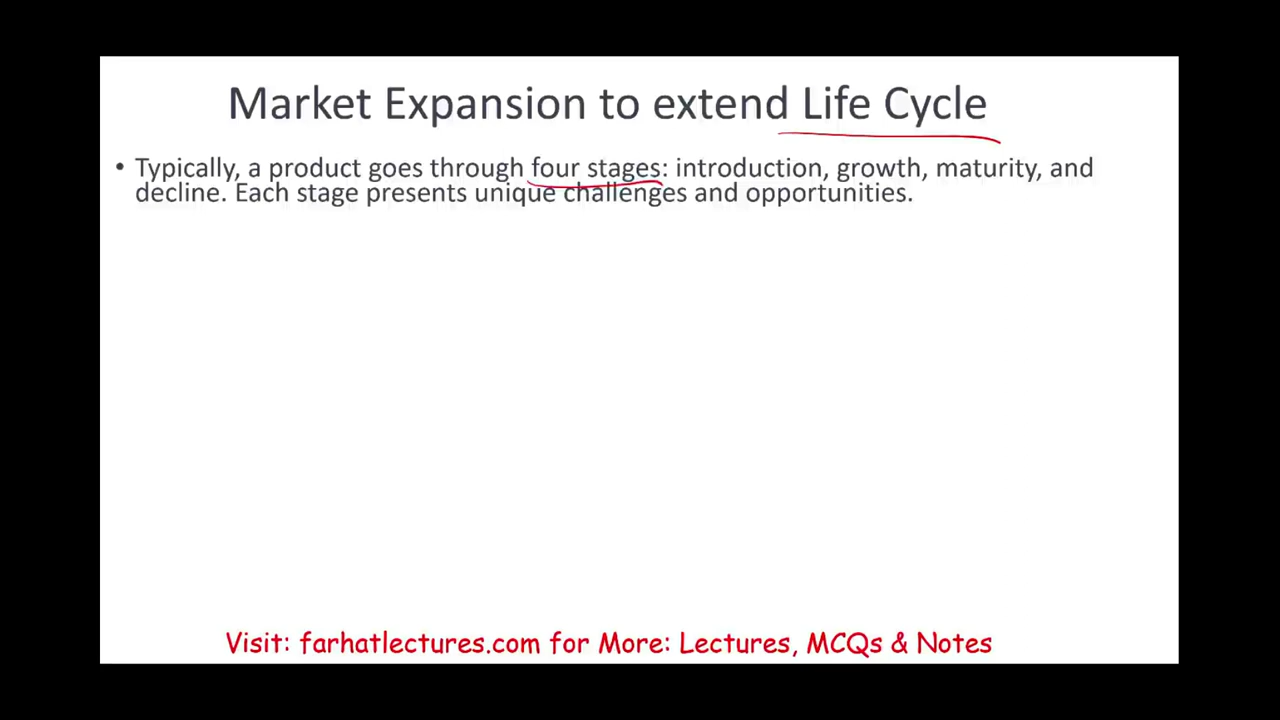 Market Expansion to extend Life Cycle
• Typically, a product goes through four stages: introduction, growth, maturity, and
decline. Each stage presents unique challenges and opportunities.
Visit: farhatlectures.com for More: Lectures, MCQs & Notes